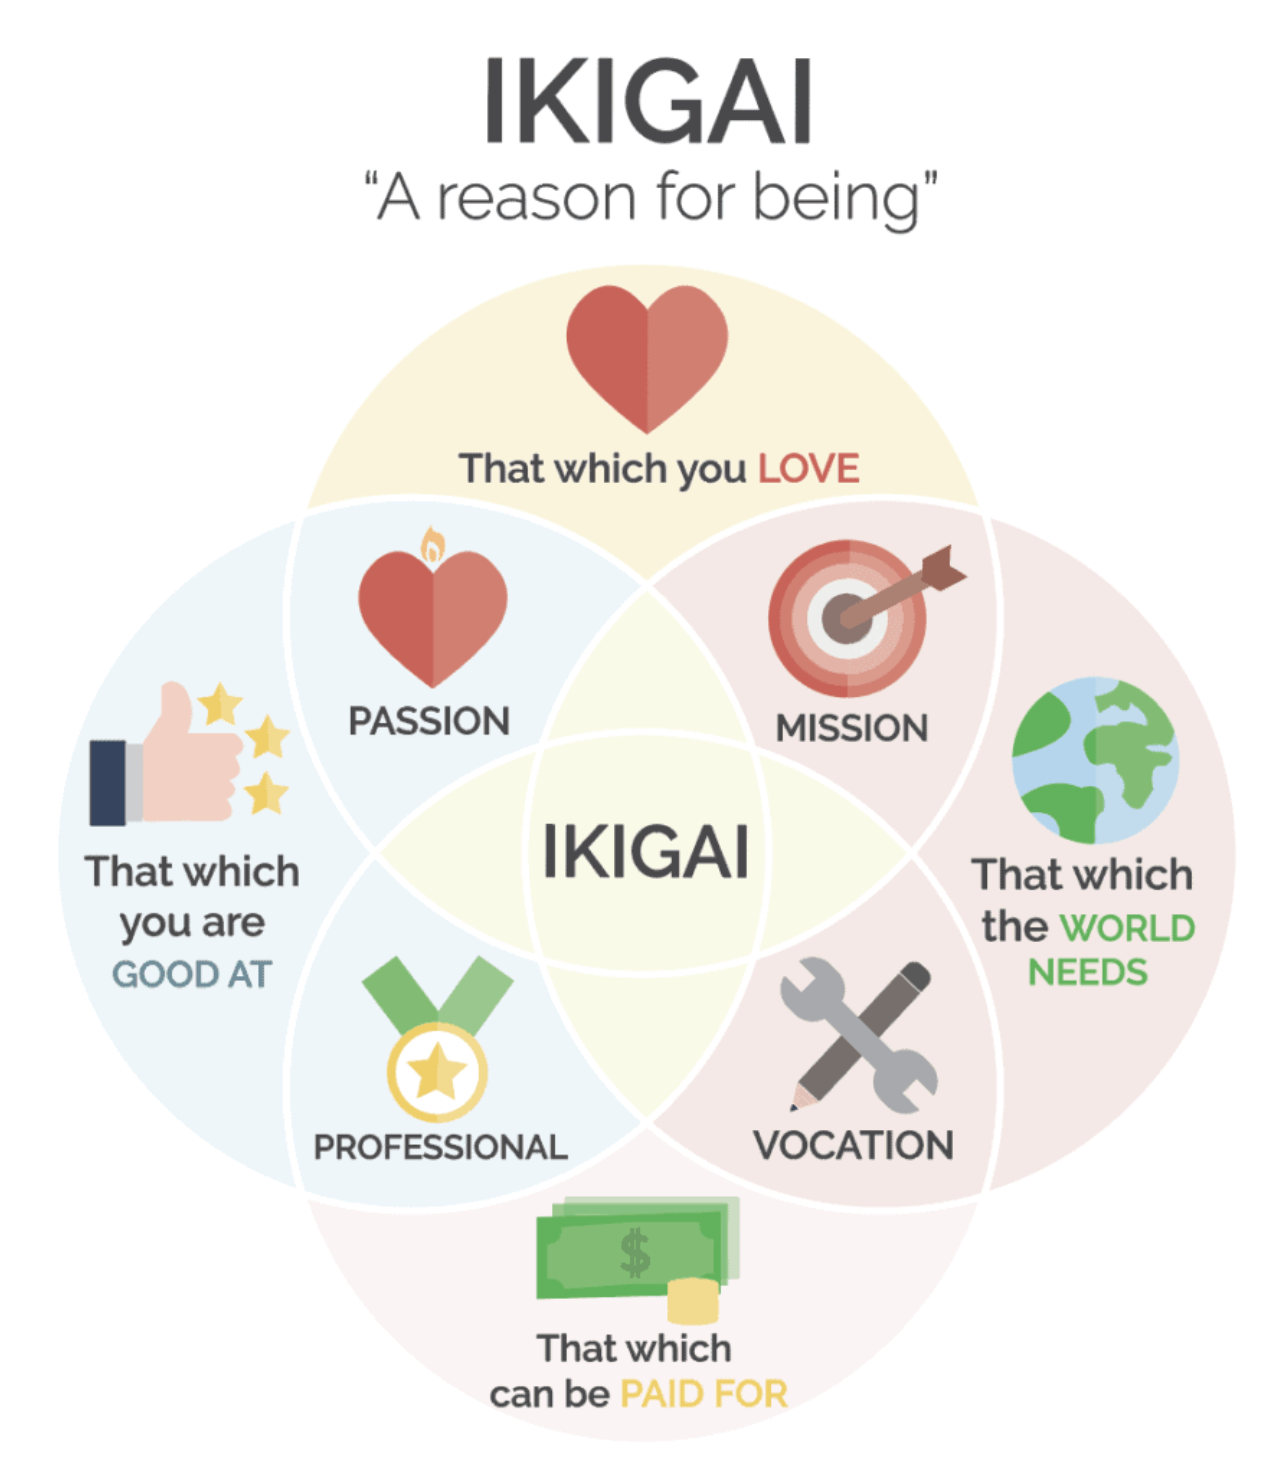 IKIGAI
“A reason for being”
That which you LOVE
PASSION
MISSION
That which
you are
GOOD AT
IKIGAI
That which
the WORLD
NEEDS
PROFESSIONAL
VOCATION
$
That which
can be PAID FOR